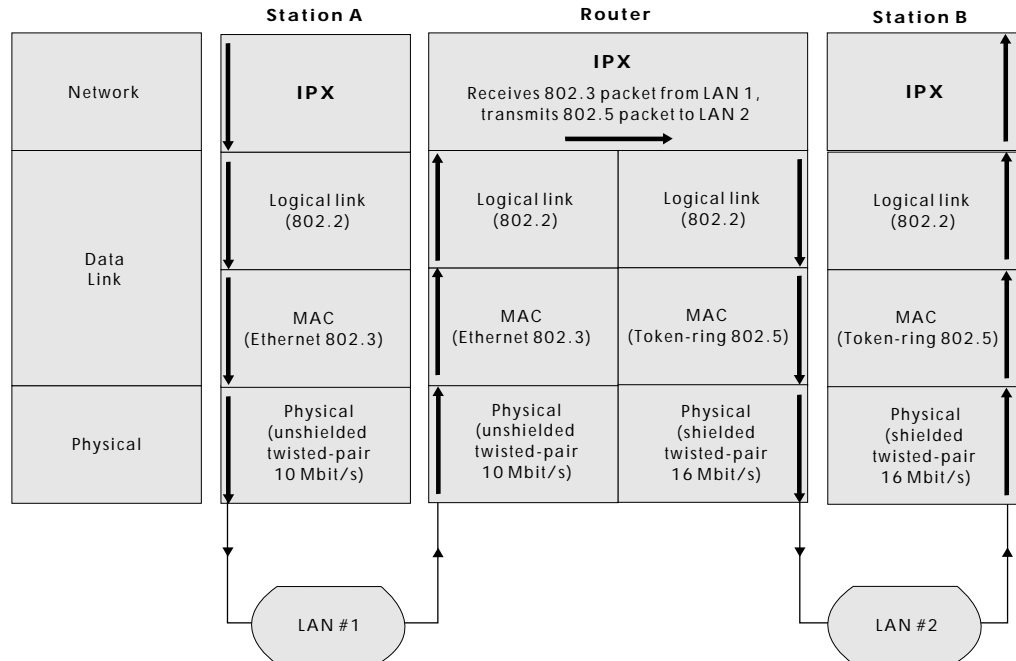 Station A
Router
Station B
Network
IPX
IPX
Receives 802.3 packet from LAN 1,
transmits 802.5 packet to LAN 2
IPX
Data
Link
Logical link
(802.2)
Logical link
(802.2)
Logical link
(802.2)
Logical link
(802.2)
MAC
(Ethernet 802.3)
MAC
(Ethernet 802.3)
MAC
(Token-ring 802.5)
MAC
(Token-ring 802.5)
Physical
Physical
(unshielded
twisted-pair
10 Mbit/s)
Physical
(unshielded
twisted-pair
10 Mbit/s)
Physical
(shielded
twisted-pair
16 Mbit/s)
Physical
(shielded
twisted-pair
16 Mbit/s)
LAN #1
LAN #2